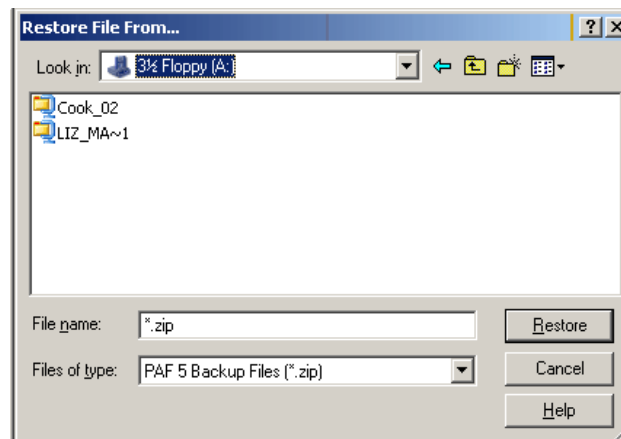 Restore File From...
Look in: 3½ Floppy (A:)
Cook_02
LIZ_MA~1
File name: *.zip Restore
Files of type: PAF 5 Backup Files (*.zip) Cancel
Help